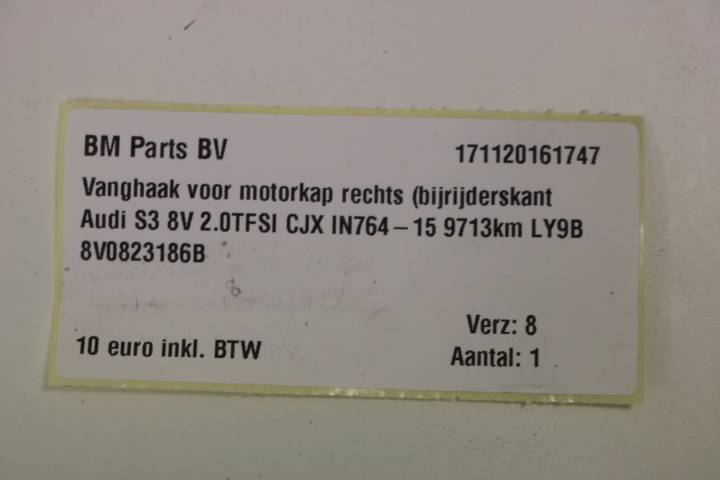 BM Parts BV 171120161747
Vanghaak voor motorkap rechts (bijrijderskant
Audi S3 8V 2.0TFSI CJX IN764-15 9713km LY9B
8V0823186B
Verz: 8
10 euro inkl. BTW Aantal: 1